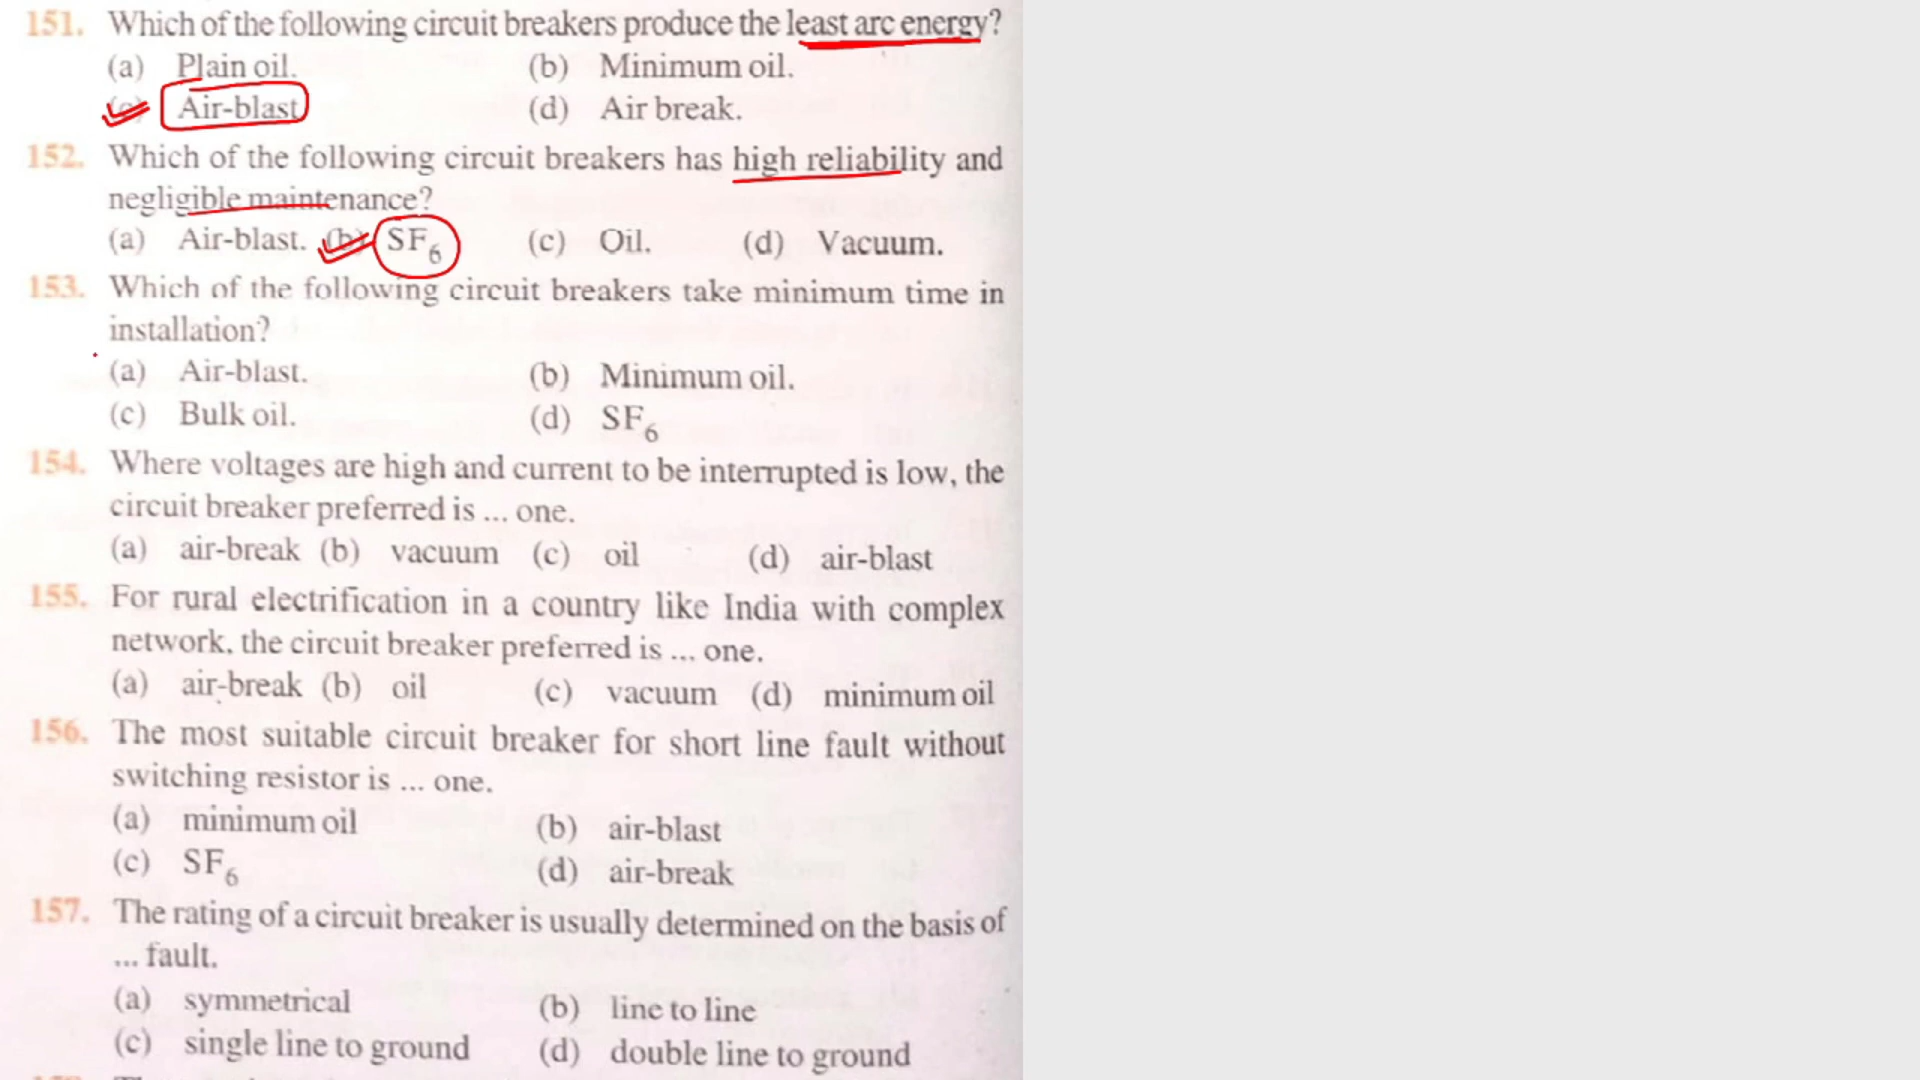 151. Which of the following circuit breakers produce the least arc energy?
(a) Plain oil. (b) Minimum oil.
(c) Air-blast (d) Air break.
152. Which of the following circuit breakers has high reliability and
negligible maintenance?
(a) Air-blast. (b) SF6 (c) Oil. (d) Vacuum.
153. Which of the following circuit breakers take minimum time in
installation?
(a) Air-blast. (b) Minimum oil.
(c) Bulk oil. (d) SF6
154. Where voltages are high and current to be interrupted is low, the
circuit breaker preferred is ... one.
(a) air-break (b) vacuum (c) oil (d) air-blast
155. For rural electrification in a country like India with complex
network, the circuit breaker preferred is ... one.
(a) air-break (b) oil (c) vacuum (d) minimum oil
156. The most suitable circuit breaker for short line fault without
switching resistor is ... one.
(a) minimum oil (b) air-blast
(c) SF6 (d) air-break
157. The rating of a circuit breaker is usually determined on the basis of
... fault.
(a) symmetrical (b) line to line
(c) single line to ground (d) double line to ground